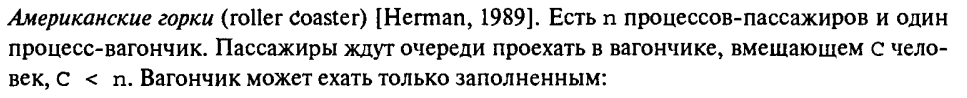 Американские горки (roller coaster) [Herman, 1989]. Есть n процессов-пассажиров и один
процесс-вагончик. Пассажиры ждут очереди проехать в вагончике, вмещающем C чело-
век, C < n. Вагончик может ехать только заполненным: